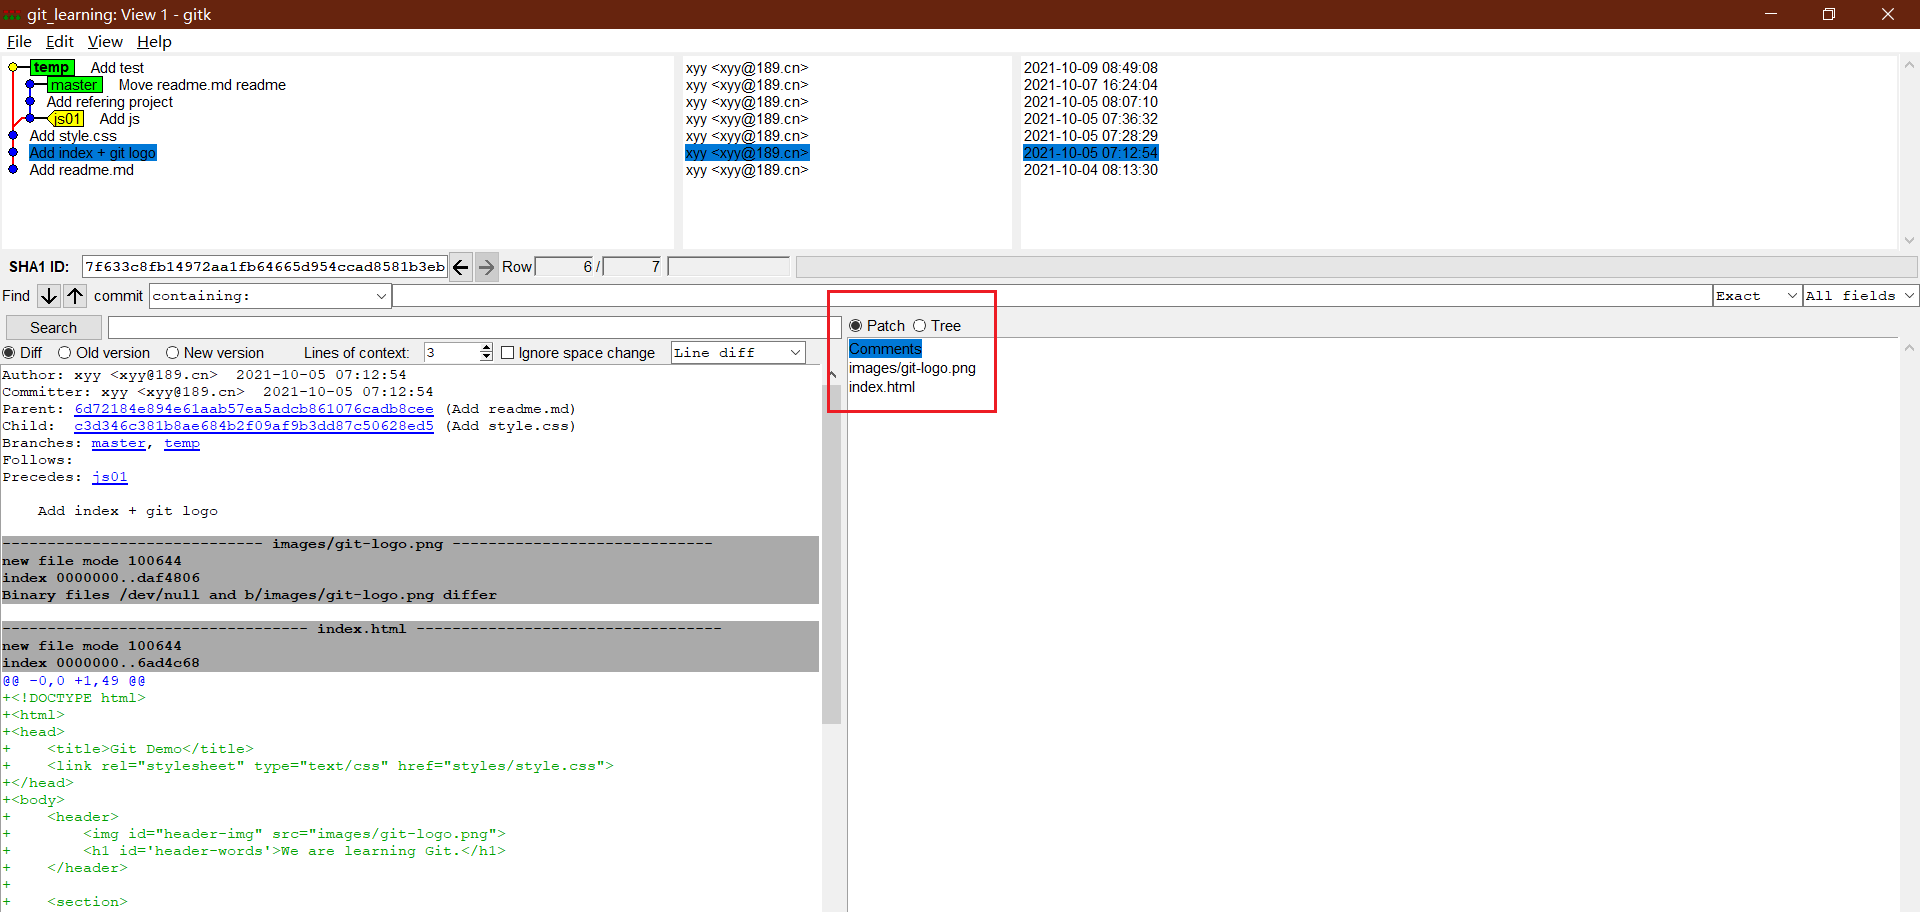 git_learning: View 1 - gitk
File Edit View Help
temp Add test xyy <xyy@189.cn> 2021-10-09 08:49:08
master Move readme.md readme xyy <xyy@189.cn> 2021-10-07 16:24:04
Add refering project xyy <xyy@189.cn> 2021-10-05 08:07:10
js01 Add js xyy <xyy@189.cn> 2021-10-05 07:36:32
Add style.css xyy <xyy@189.cn> 2021-10-05 07:28:29
Add index + git logo xyy <xyy@189.cn> 2021-10-05 07:12:54
Add readme.md xyy <xyy@189.cn> 2021-10-04 08:13:30
SHA1 ID: 7f633c8fb14972aa1fb64665d954ccad8581b3eb Row 6 / 7
Find commit containing: Exact All fields
Search
Patch Tree
Diff Old version New version Lines of context: 3 Ignore space change Line diff
Comments
images/git-logo.png
index.html
Author: xyy <xyy@189.cn>  2021-10-05 07:12:54
Committer: xyy <xyy@189.cn>  2021-10-05 07:12:54
Parent: 6d72184e894e61aab57ea5adcb861076cadb8cee (Add readme.md)
Child:  c3d346c381b8ae684b2f09af9b3dd87c50628ed5 (Add style.css)
Branches: master, temp
Follows:
Precedes: js01
Add index + git logo
----------------------------- images/git-logo.png -----------------------------
new file mode 100644
index 0000000..daf4806
Binary files /dev/null and b/images/git-logo.png differ
---------------------------------- index.html ----------------------------------
new file mode 100644
index 0000000..6ad4c68
@@ -0,0 +1,49 @@
+<!DOCTYPE html>
+<html>
+<head>
+    <title>Git Demo</title>
+    <link rel="stylesheet" type="text/css" href="styles/style.css">
+</head>
+<body>
+    <header>
+        <img id="header-img" src="images/git-logo.png">
+        <h1 id='header-words'>We are learning Git.</h1>
+    </header>
+
+    <section>